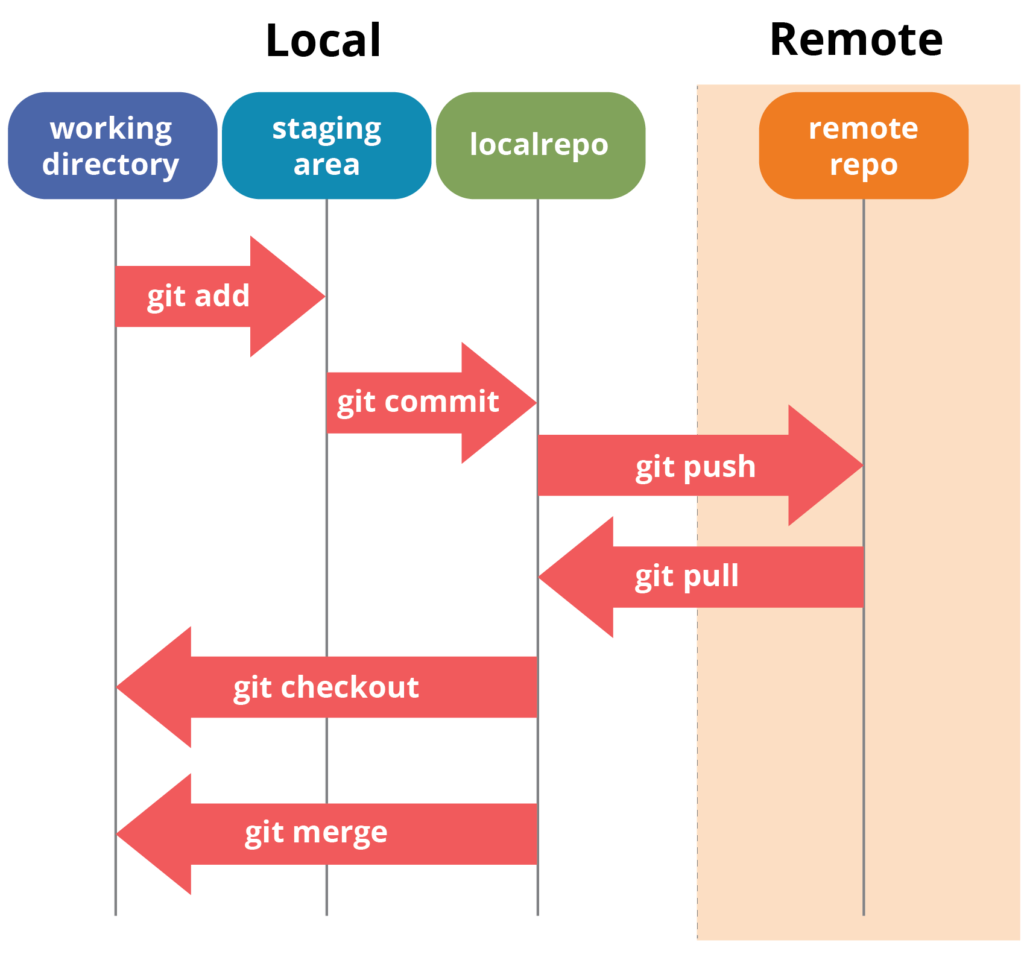 Local
Remote
working
directory
staging
area
localrepo
remote
repo
git add
git commit
git push
git pull
git checkout
git merge